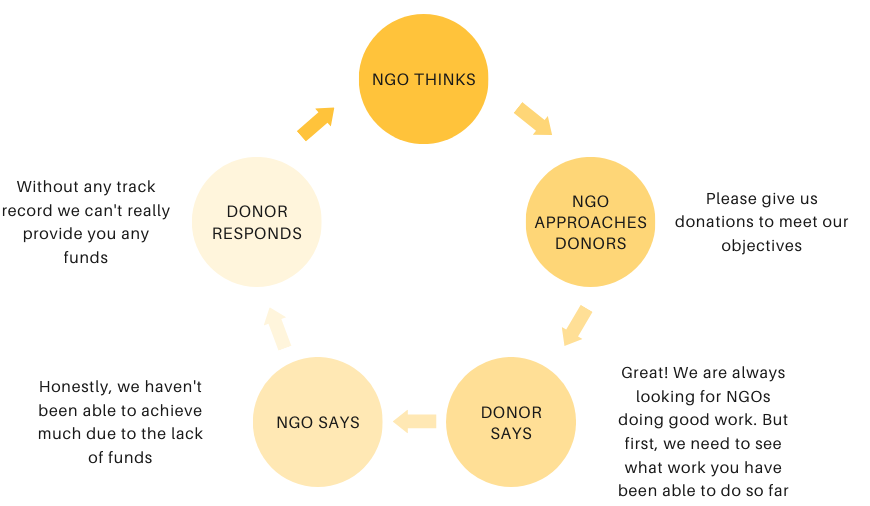 NGO THINKS
NGO
APPROACHES
DONORS
Please give us
donations to meet our
objectives
DONOR
SAYS
Great! We are always
looking for NGOs
doing good work. But
first, we need to see
what work you have
been able to do so far
NGO SAYS
Honestly, we haven't
been able to achieve
much due to the lack
of funds
DONOR
RESPONDS
Without any track
record we can't really
provide you any
funds